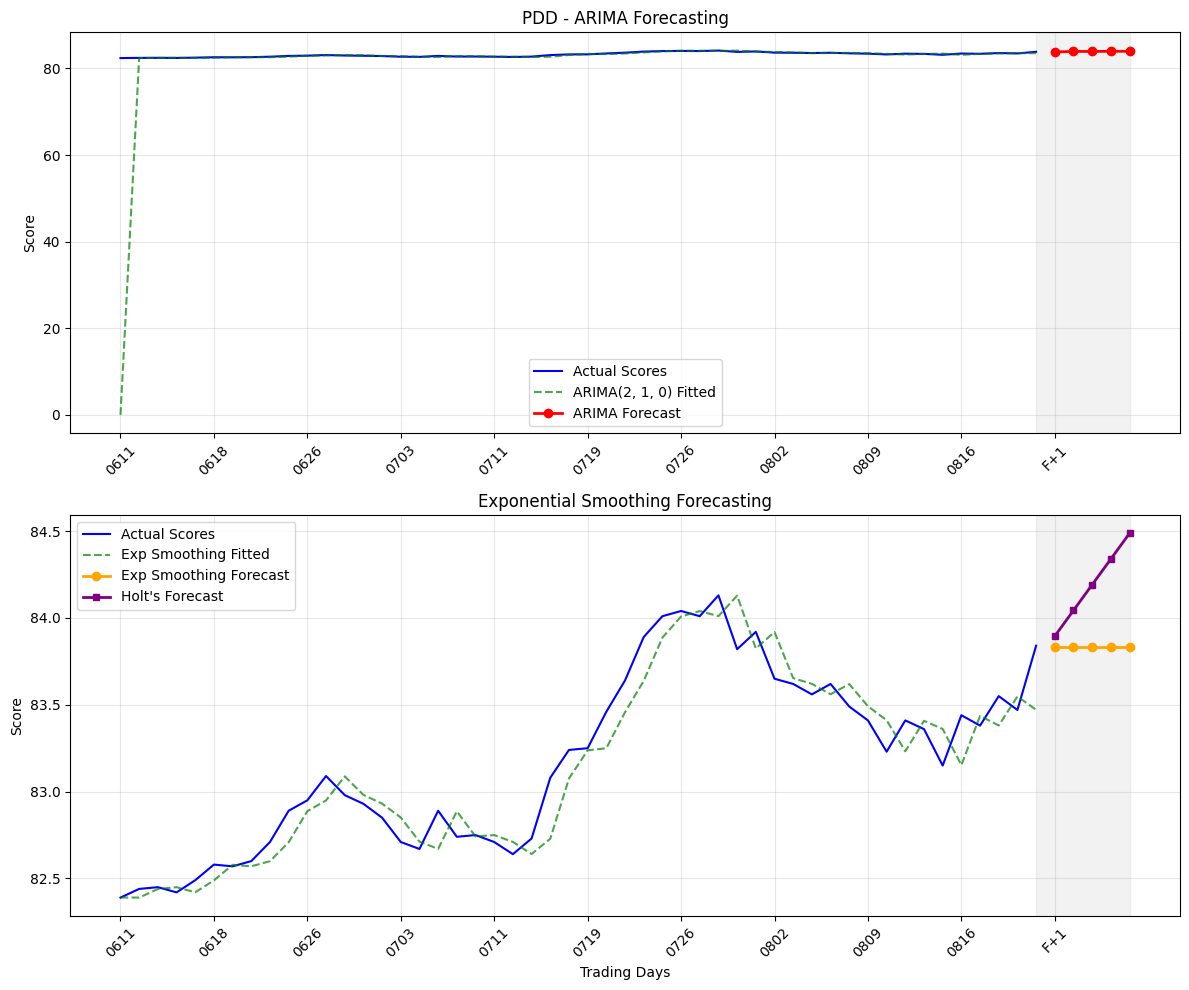 PDD - ARIMA Forecasting
Score
80
60
40
20
0
Actual Scores
ARIMA(2, 1, 0) Fitted
ARIMA Forecast
0611
0618
0626
0703
0711
0719
0726
0802
0809
0816
F+1
Exponential Smoothing Forecasting
Score
84.5
84.0
83.5
83.0
82.5
Actual Scores
Exp Smoothing Fitted
Exp Smoothing Forecast
Holt's Forecast
0611
0618
0626
0703
0711
0719
0726
0802
0809
0816
F+1
Trading Days